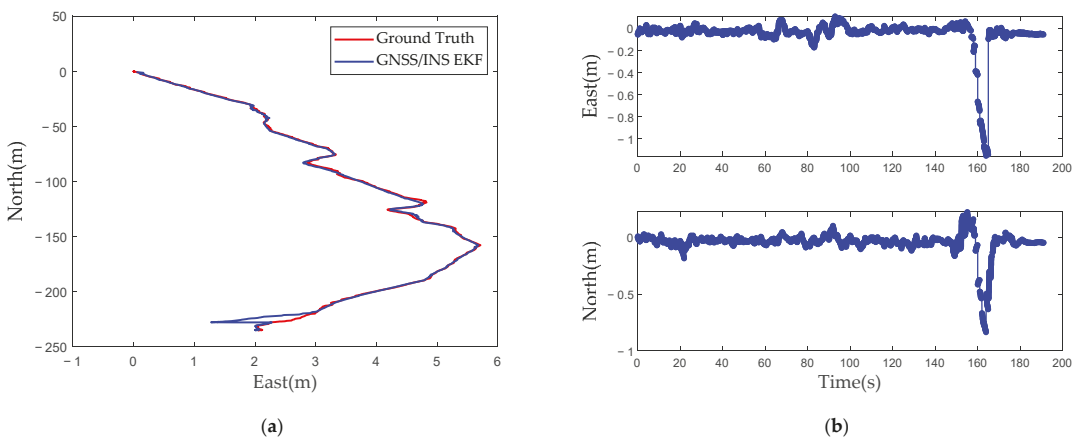 50
0
− 50
− 100
− 150
− 200
− 250
− 1
0
1
2
3
4
5
6
North(m)
East(m)
Ground Truth
GNSS/INS EKF
(a)
0
− 0.2
− 0.4
− 0.6
− 0.8
− 1
East(m)
0 20 40 60 80 100 120 140 160 180 200
0
− 0.5
− 1
North(m)
0 20 40 60 80 100 120 140 160 180 200
Time(s)
(b)